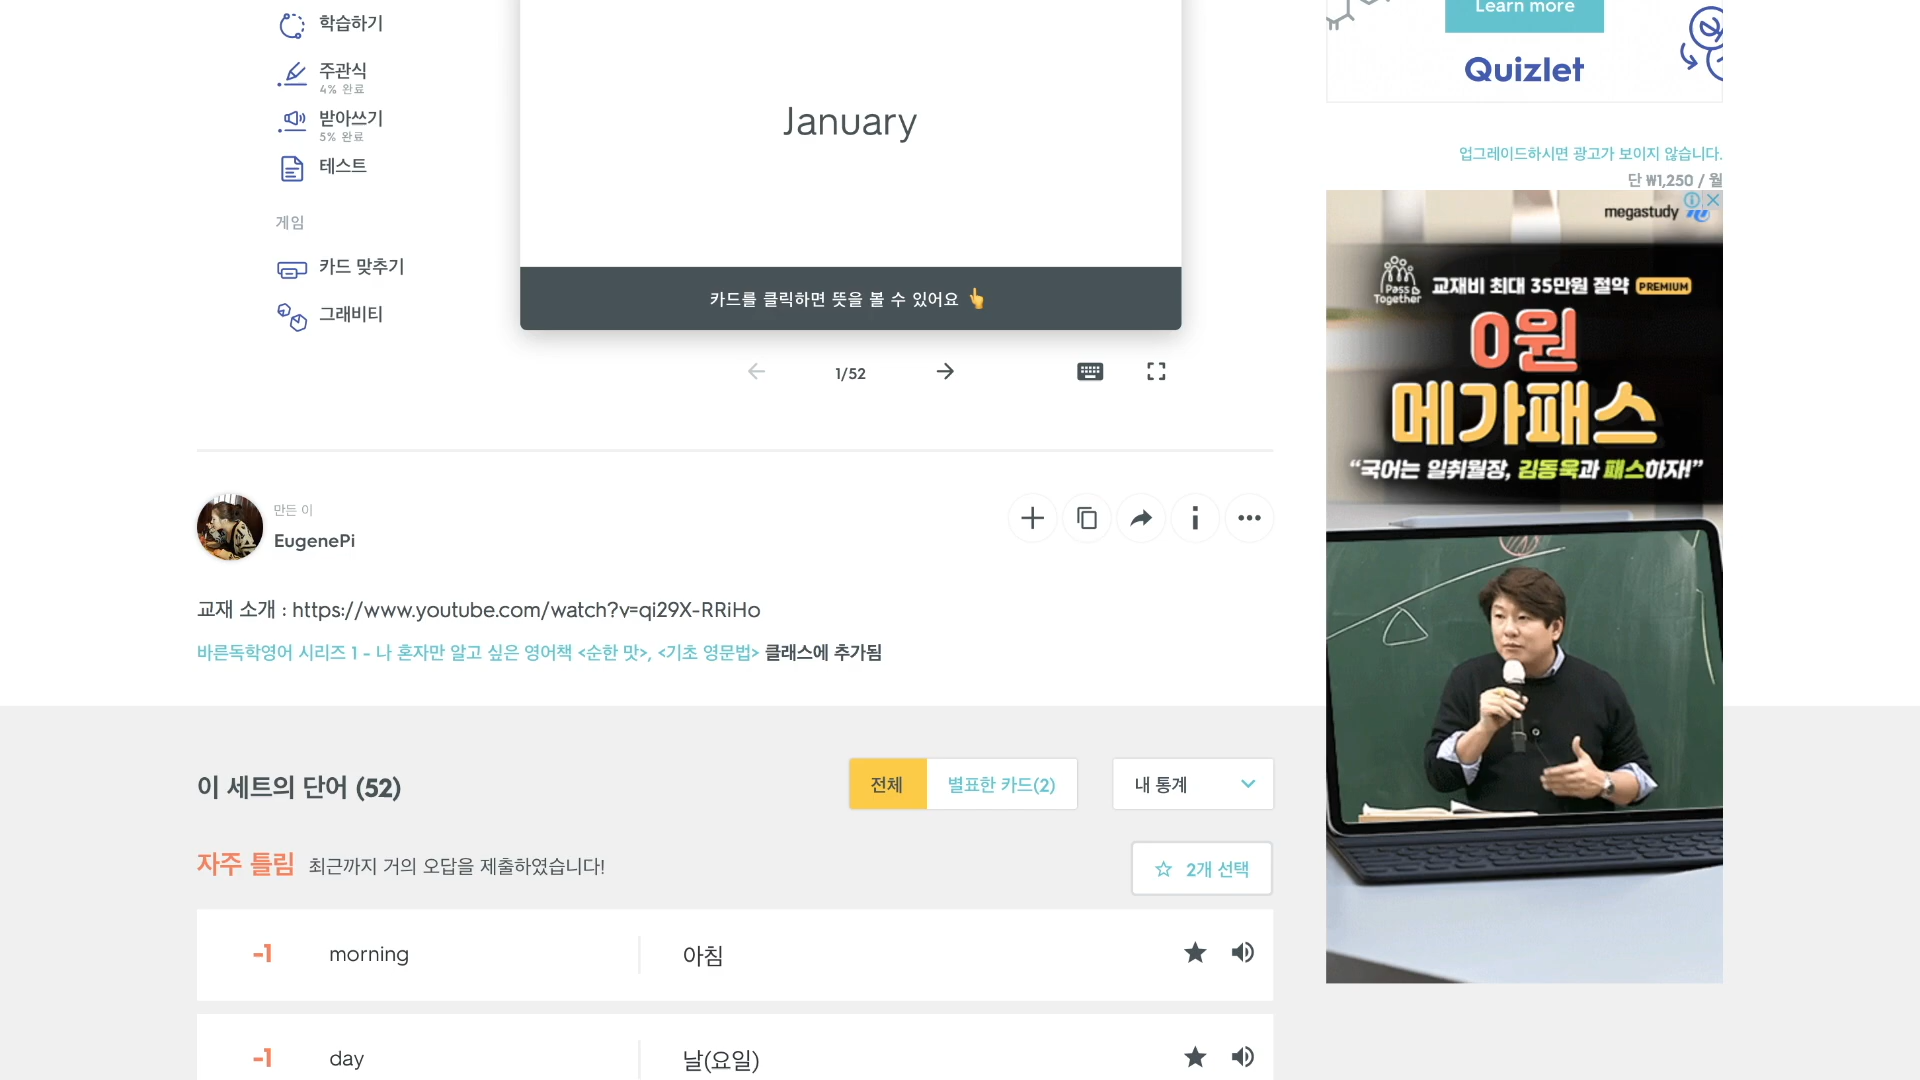 학습하기
주관식
4% 완료
받아쓰기
5% 완료
테스트
게임
카드 맞추기
그래비티
January
카드를 클릭하면 뜻을 볼 수 있어요 👆
1/52
만든 이
EugenePi
교재 소개 : https://www.youtube.com/watch?v=qi29X-RRiHo
바른독학영어 시리즈 1 - 나 혼자만 알고 싶은 영어책 <순한 맛>, <기초 영문법> 클래스에 추가됨
이 세트의 단어 (52)
전체
별표한 카드(2)
내 통계
자주 틀림 최근까지 거의 오답을 제출하였습니다!
2개 선택
-1 morning 아침
-1 day 날(요일)
Learn more
Quizlet
업그레이드하시면 광고가 보이지 않습니다.
단 ₩1,250 / 월
megastudy
Pass Together
교재비 최대 35만원 절약 PREMIUM
0원
메가패스
“국어는 일취월장, 김동욱과 패스하자!”